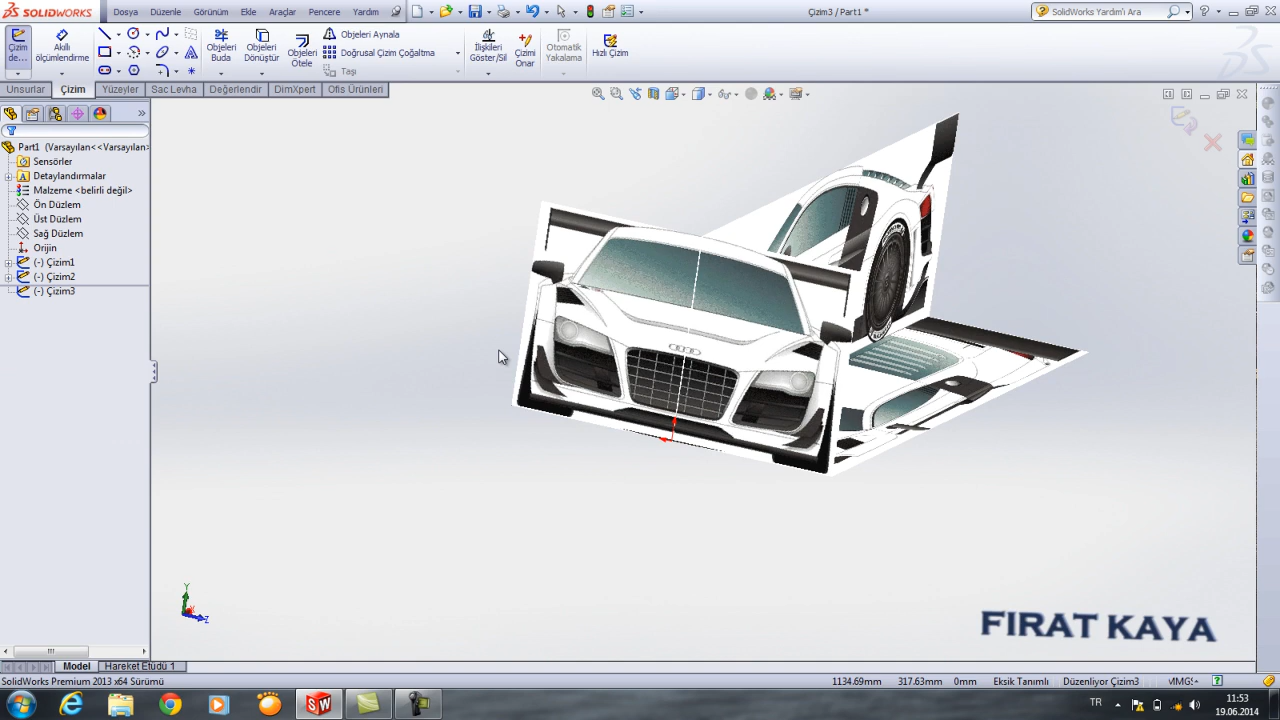 SOLIDWORKS Dosya Düzenle Görünüm Ekle Araçlar Pencere Yardım Çizim3 / Part1 * SolidWorks Yardım'ı Ara
Çizim de... Akıllı ölçümlendirme Objeleri Buda Objeleri Dönüştür Objeleri Ötele Objeleri Aynala
Doğrusal Çizim Çoğaltma
Taşı
İlişkileri Göster/Sil Çizimi Onar Otomatik Yakalama Hızlı Çizim
Unsurlar Çizim Yüzeyler Sac Levha Değerlendir DimXpert Ofis Ürünleri
Part1 (Varsayılan<<Varsayılan>
Sensörler
Detaylandırmalar
Malzeme <belirli değil>
Ön Düzlem
Üst Düzlem
Sağ Düzlem
Orijin
(-) Çizim1
(-) Çizim2
(-) Çizim3
Y
X
Z
FIRAT KAYA
Model Hareket Etüdü 1
SolidWorks Premium 2013 x64 Sürümü 1134.69mm 317.63mm 0mm Eksik Tanımlı Düzenliyor Çizim3
TR 11:53
19.06.2014